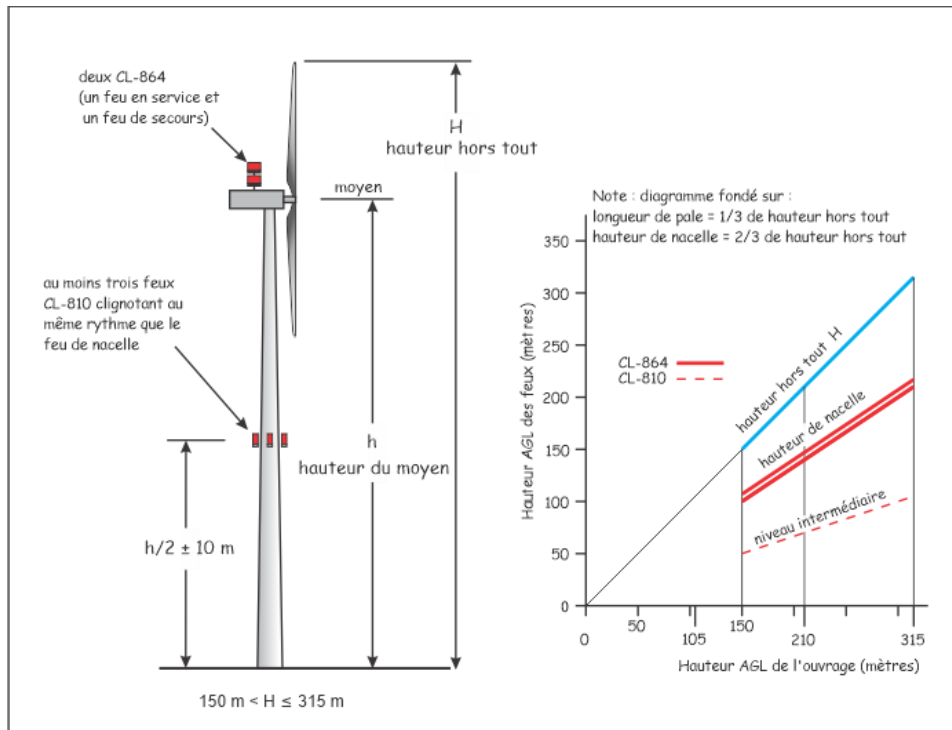 deux CL-864
(un feu en service et
un feu de secours)
H
hauteur hors tout
moyen
au moins trois feux
CL-810 clignotant au
même rythme que le
feu de nacelle
h
hauteur du moyen
h/2 ± 10 m
150 m < H ≤ 315 m
Note : diagramme fondé sur :
longueur de pale = 1/3 de hauteur hors tout
hauteur de nacelle = 2/3 de hauteur hors tout
Hauteur AGL des feux (mètres)
350
300
250
200
150
100
50
0
CL-864
CL-810
hauteur hors tout H
hauteur de nacelle
niveau intermédiaire
0
50
105
150
210
315
Hauteur AGL de l'ouvrage (mètres)